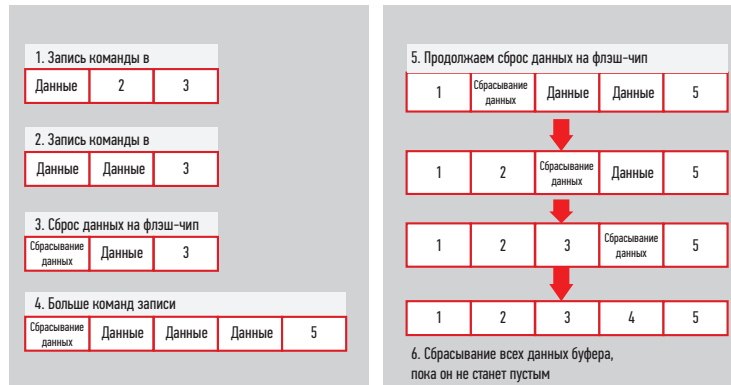 1. Запись команды в
Данные 2 3
2. Запись команды в
Данные Данные 3
3. Сброс данных на флэш-чип
Сбрасывание
данных
Данные 3
4. Больше команд записи
Сбрасывание
данных
Данные Данные Данные 5
5. Продолжаем сброс данных на флэш-чип
1
Сбрасывание
данных
Данные Данные 5
1 2
Сбрасывание
данных
Данные 5
1 2 3
Сбрасывание
данных
5
1 2 3 4 5
6. Сбрасывание всех данных буфера,
пока он не станет пустым